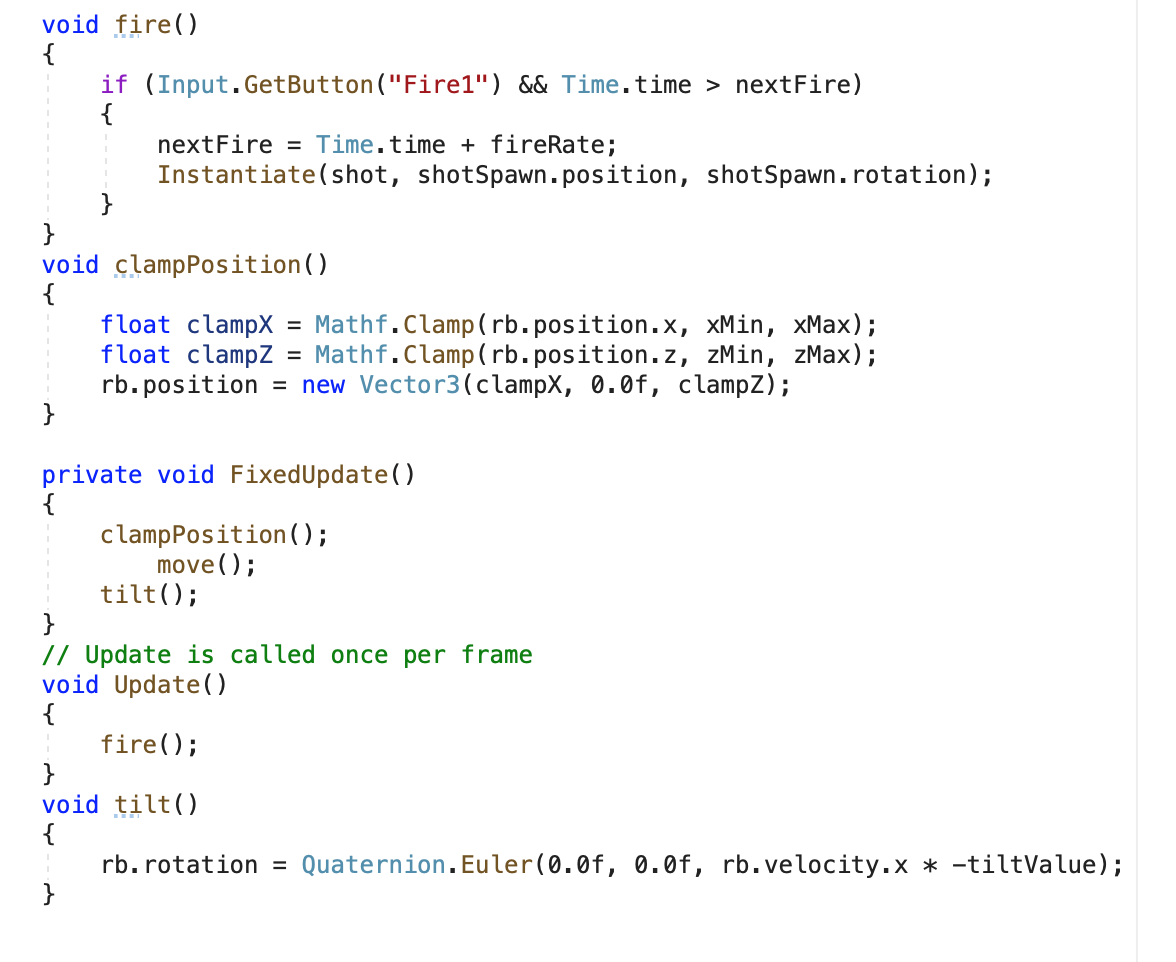 void fire()
{
    if (Input.GetButton("Fire1") && Time.time > nextFire)
    {
        nextFire = Time.time + fireRate;
        Instantiate(shot, shotSpawn.position, shotSpawn.rotation);
    }
}
void clampPosition()
{
    float clampX = Mathf.Clamp(rb.position.x, xMin, xMax);
    float clampZ = Mathf.Clamp(rb.position.z, zMin, zMax);
    rb.position = new Vector3(clampX, 0.0f, clampZ);
}

private void FixedUpdate()
{
    clampPosition();
        move();
    tilt();
}
// Update is called once per frame
void Update()
{
    fire();
}
void tilt()
{
    rb.rotation = Quaternion.Euler(0.0f, 0.0f, rb.velocity.x * -tiltValue);
}